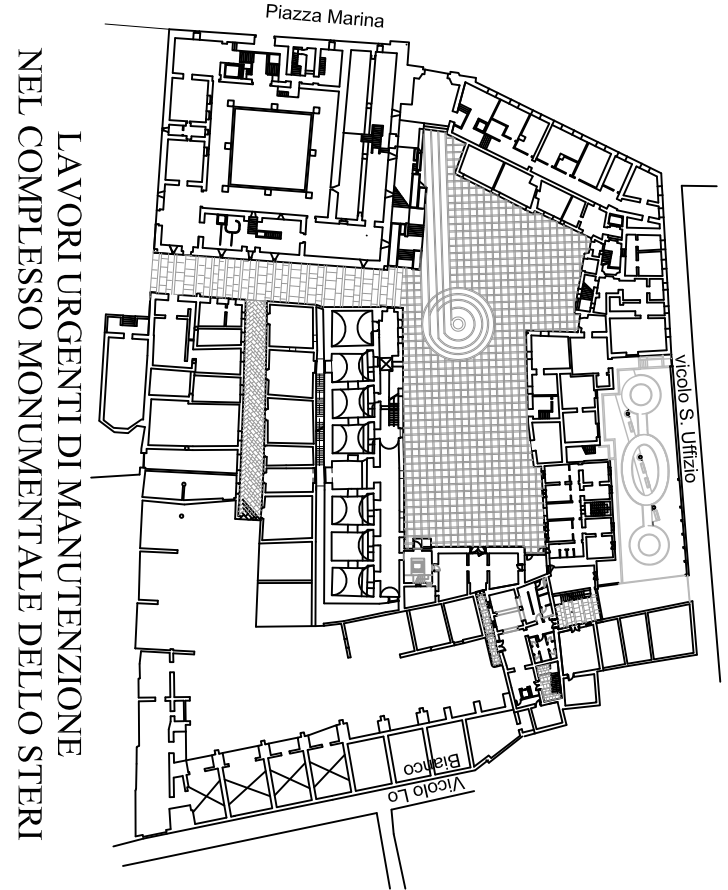 Piazza Marina
LAVORI URGENTI DI MANUTENZIONE
NEL COMPLESSO MONUMENTALE DELLO STERI
vicolo S. Uffizio
Vicolo Lo
Bianco